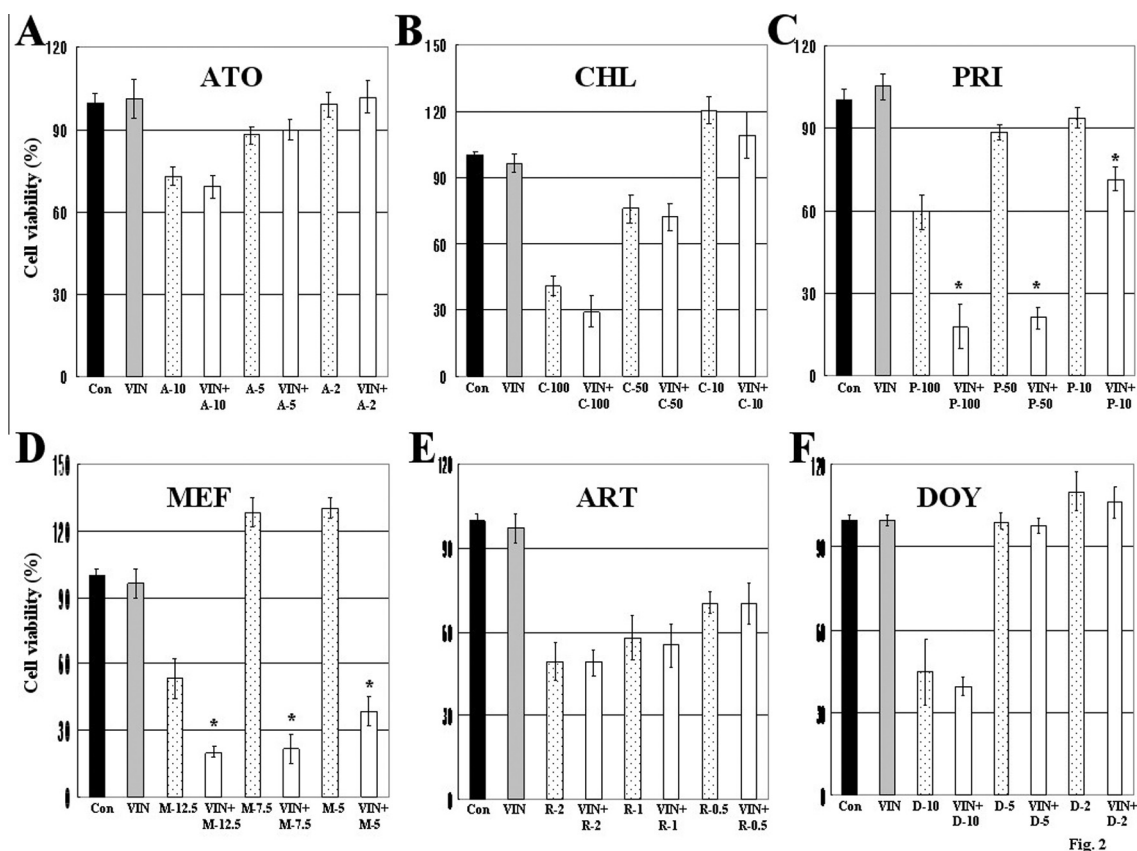 A
ATO
120
90
60
30
0
Cell viability (%)
Con VIN A-10 VIN+ A-5 VIN+ A-2 VIN+
A-10 A-5 A-2
B
CHL
150
120
90
60
30
0
Con VIN C-100 VIN+ C-50 VIN+ C-10 VIN+
C-100 C-50 C-10
C
PRI
120
90
60
30
0
* * *
Con VIN P-100 VIN+ P-50 VIN+ P-10 VIN+
P-100 P-50 P-10
D
MEF
150
120
90
60
30
0
Cell viability (%)
* * *
Con VIN M-12.5 VIN+ M-7.5 VIN+ M-5 VIN+
M-12.5 M-7.5 M-5
E
ART
120
90
60
30
0
Con VIN R-2 VIN+ R-1 VIN+ R-0.5 VIN+
R-2 R-1 R-0.5
F
DOY
120
90
60
30
0
Con VIN D-10 VIN+ D-5 VIN+ D-2 VIN+
D-10 D-5 D-2
Fig. 2